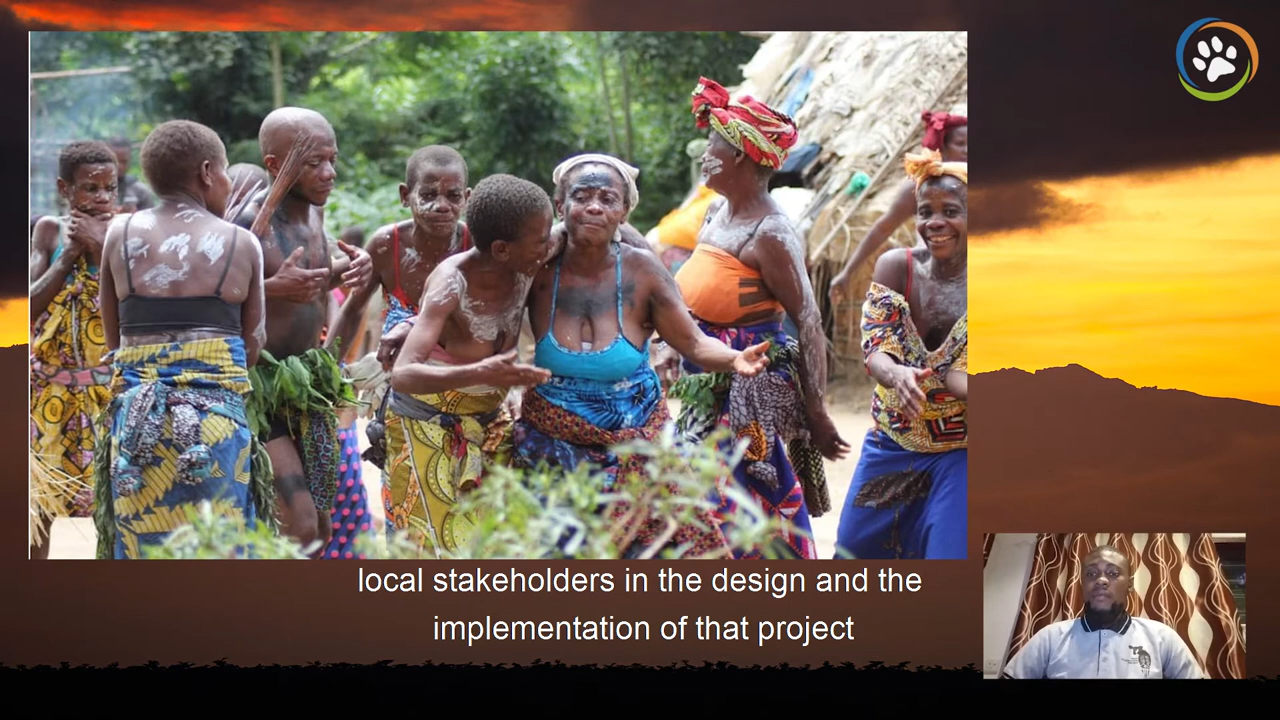 local stakeholders in the design and the
implementation of that project